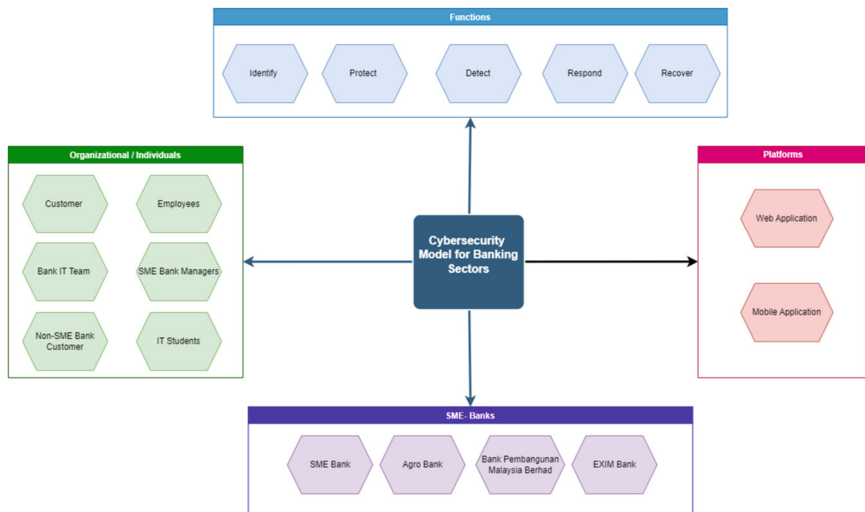 Functions
Identify
Protect
Detect
Respond
Recover
Organizational / Individuals
Customer
Employees
Bank IT Team
SME Bank Managers
Non-SME Bank
Customer
IT Students
Cybersecurity
Model for Banking
Sectors
Platforms
Web Application
Mobile Application
SME- Banks
SME Bank
Agro Bank
Bank Pembangunan
Malaysia Berhad
EXIM Bank